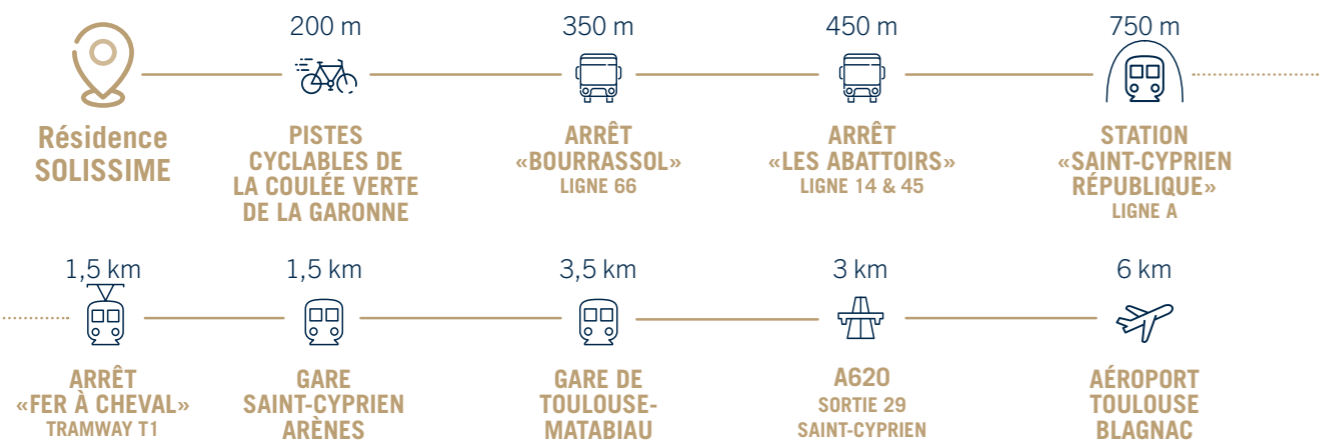 200 m
350 m
450 m
750 m
Résidence
SOLISSIME
PISTES
CYCLABLES DE
LA COULÉE VERTE
DE LA GARONNE
ARRÊT
«BOURRASSOL»
LIGNE 66
ARRÊT
«LES ABATTOIRS»
LIGNE 14 & 45
STATION
«SAINT-CYPRIEN
RÉPUBLIQUE»
LIGNE A
1,5 km
1,5 km
3,5 km
3 km
6 km
ARRÊT
«FER À CHEVAL»
TRAMWAY T1
GARE
SAINT-CYPRIEN
ARÈNES
GARE DE
TOULOUSE-
MATABIAU
A620
SORTIE 29
SAINT-CYPRIEN
AÉROPORT
TOULOUSE
BLAGNAC